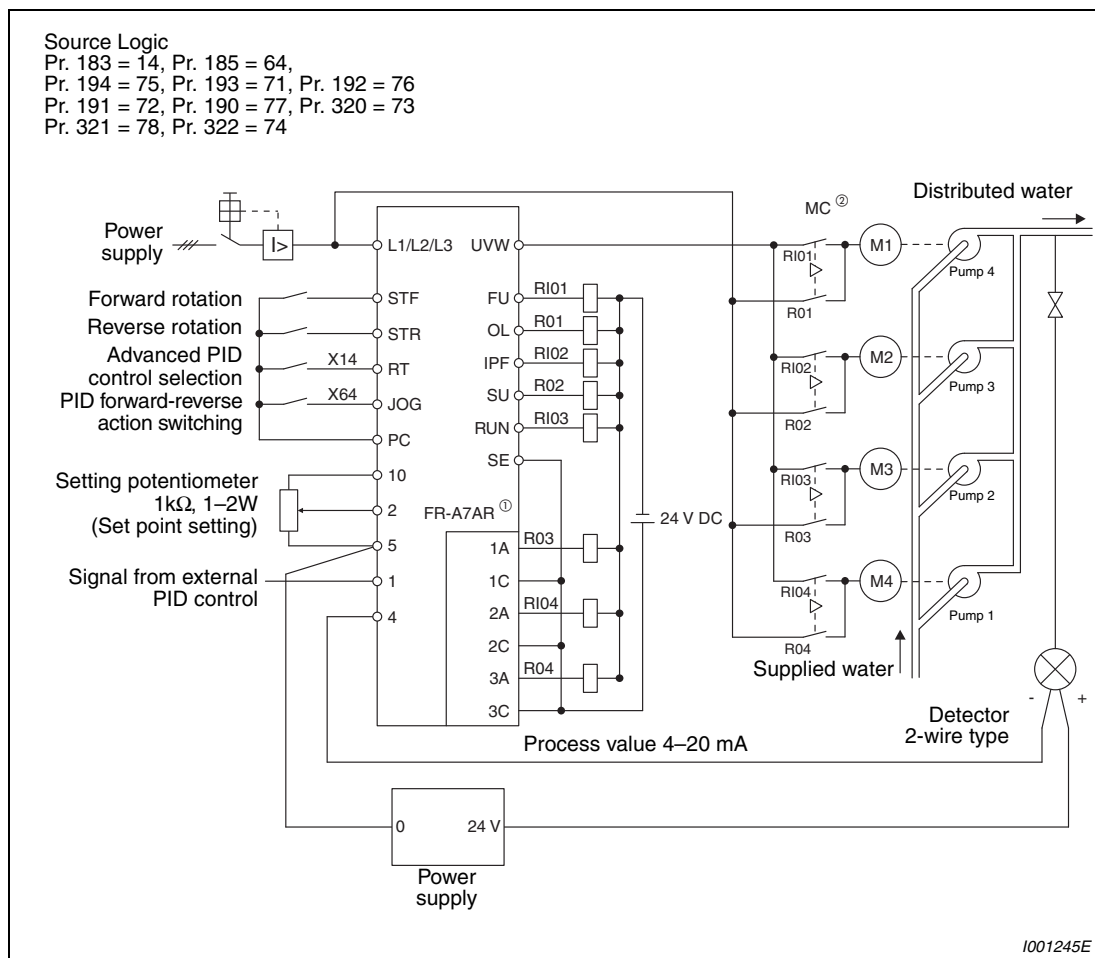 Source Logic
Pr. 183 = 14, Pr. 185 = 64,
Pr. 194 = 75, Pr. 193 = 71, Pr. 192 = 76
Pr. 191 = 72, Pr. 190 = 77, Pr. 320 = 73
Pr. 321 = 78, Pr. 322 = 74
Distributed water
MC ②
Power
supply
I>
L1/L2/L3
UVW
RI01
R01
M1
Pump 4
Forward rotation
STF
FU
RI01
Reverse rotation
STR
OL
R01
Advanced PID
control selection
X14
RT
IPF
RI02
PID forward-reverse
action switching
X64
JOG
SU
R02
RUN
RI03
PC
SE
RI02
R02
M2
Pump 3
Setting potentiometer
1kΩ, 1–2W
(Set point setting)
10
2
5
FR-A7AR ①
24 V DC
RI03
R03
M3
Pump 2
Signal from external
PID control
1
4
1A
R03
1C
2A
RI04
2C
3A
R04
3C
RI04
R04
M4
Pump 1
Supplied water
-
+
Detector
2-wire type
Process value 4–20 mA
0
24 V
Power
supply
I001245E